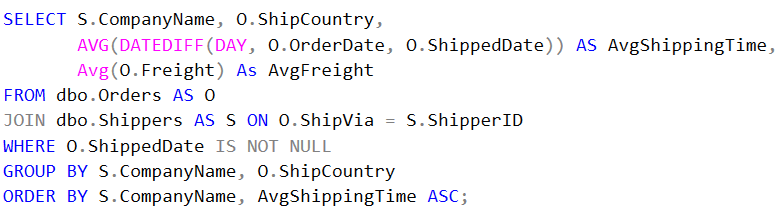 SELECT S.CompanyName, O.ShipCountry,
       AVG(DATEDIFF(DAY, O.OrderDate, O.ShippedDate)) AS AvgShippingTime,
       Avg(O.Freight) As AvgFreight
FROM dbo.Orders AS O
JOIN dbo.Shippers AS S ON O.ShipVia = S.ShipperID
WHERE O.ShippedDate IS NOT NULL
GROUP BY S.CompanyName, O.ShipCountry
ORDER BY S.CompanyName, AvgShippingTime ASC;